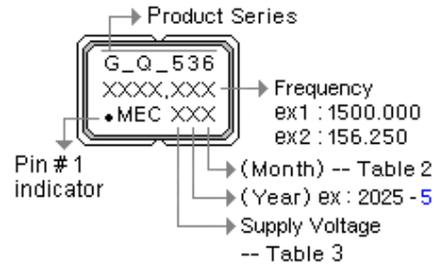 Product Series
G_Q_536
XXXX.XXX
Frequency
ex1 : 1500.000
ex2 : 156.250
•MEC XXX
Pin # 1
indicator
(Month) -- Table 2
(Year) ex : 2025 - 5
Supply Voltage
-- Table 3